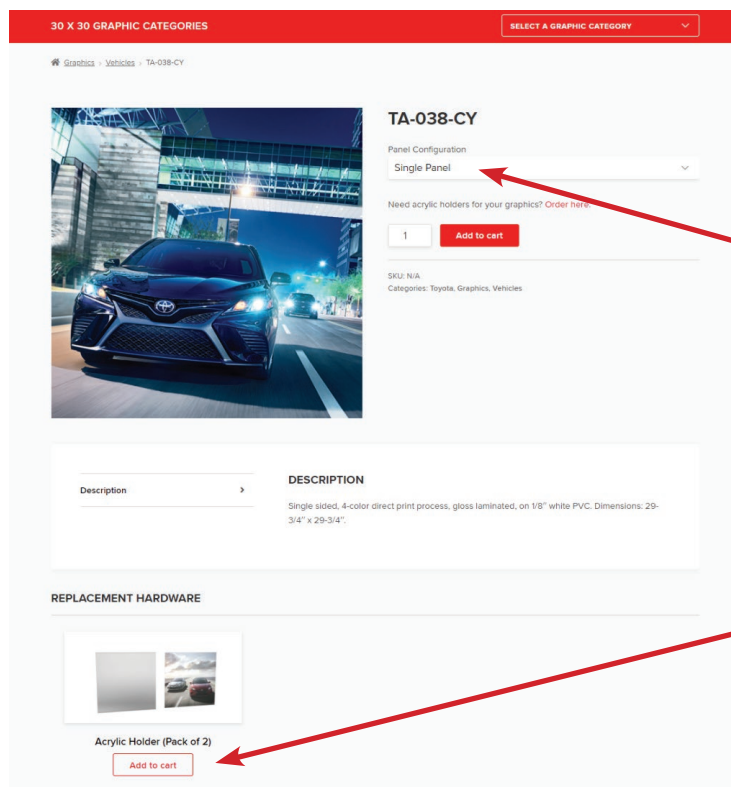 30 X 30 GRAPHIC CATEGORIES
SELECT A GRAPHIC CATEGORY
Graphics › Vehicles › TA-038-CY
TA-038-CY
Panel Configuration
Single Panel
Need acrylic holders for your graphics? Order here.
1
Add to cart
SKU: N/A
Categories: Toyota, Graphics, Vehicles
Description
DESCRIPTION
Single sided, 4-color direct print process, gloss laminated, on 1/8" white PVC. Dimensions: 29-
3/4" x 29-3/4".
REPLACEMENT HARDWARE
Acrylic Holder (Pack of 2)
Add to cart